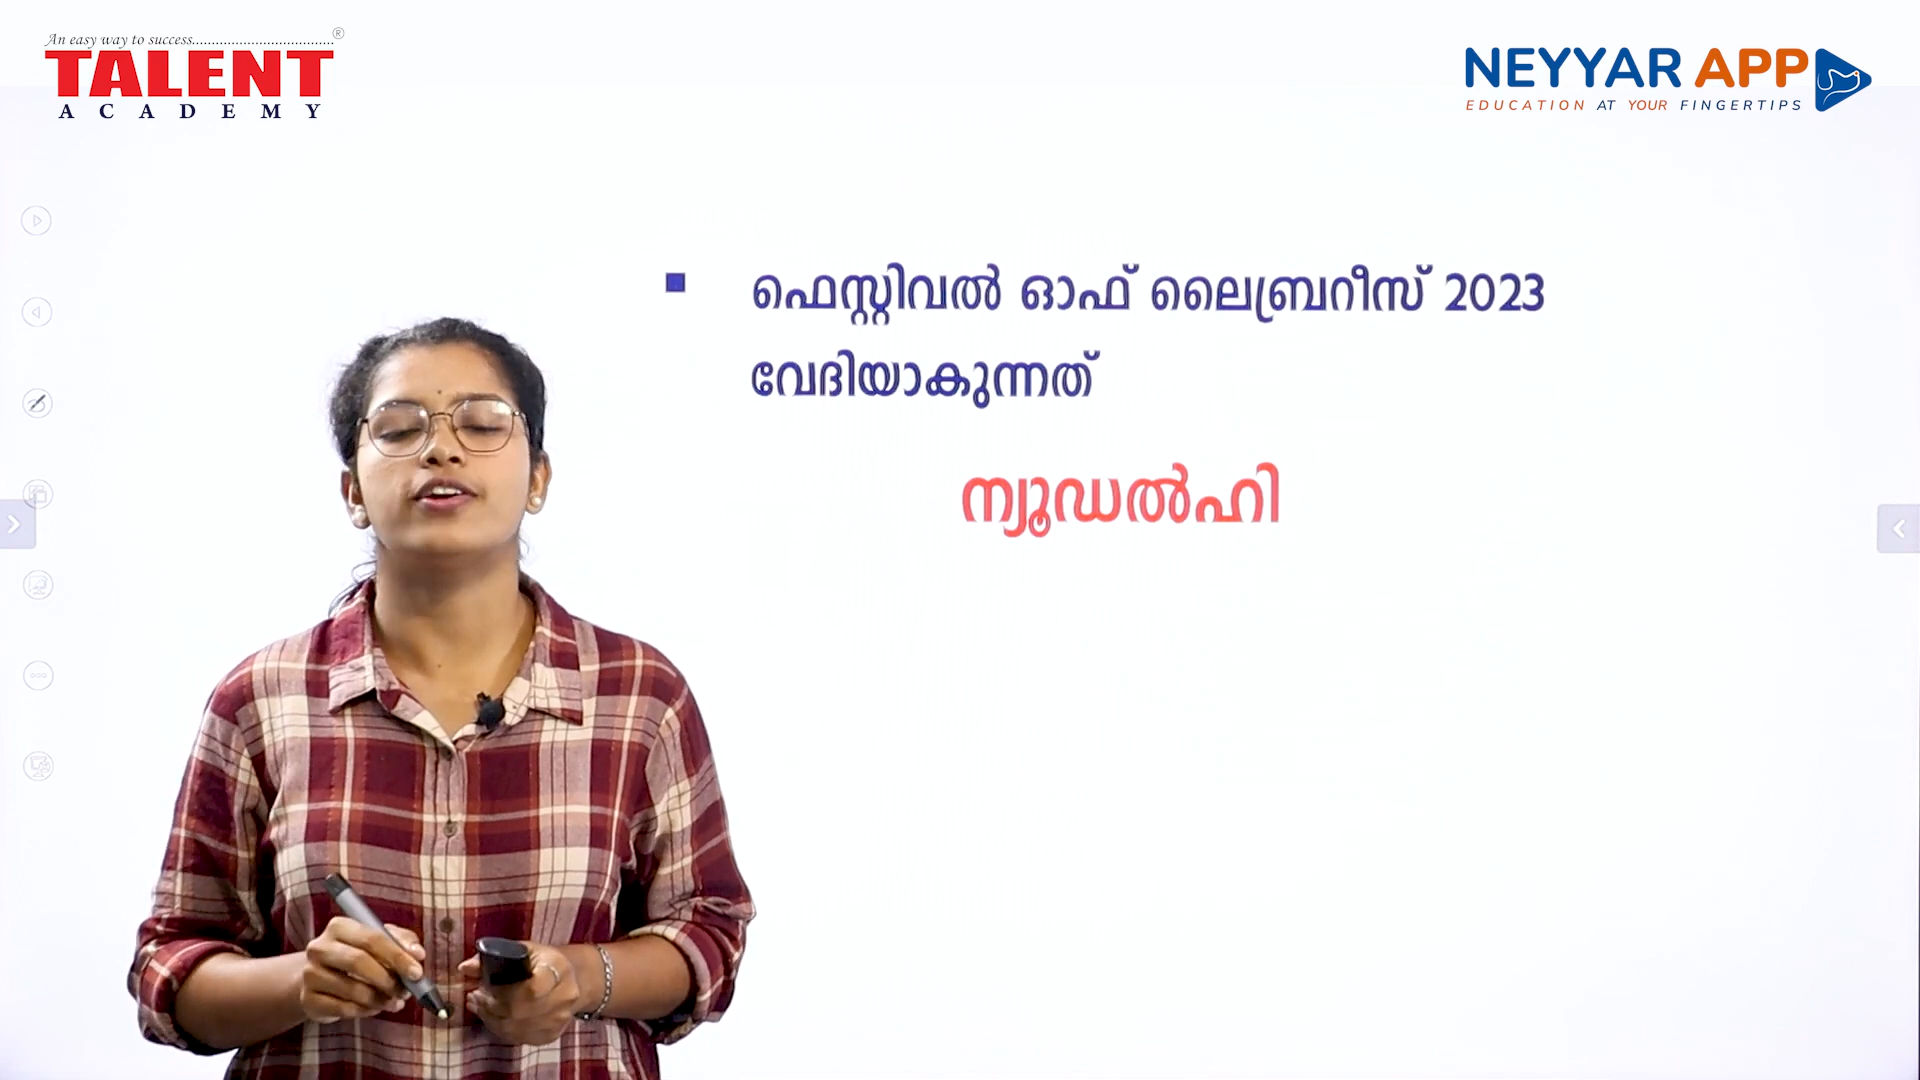 An easy way to success.....................................®
TALENT
ACADEMY
NEYYAR APP
EDUCATION AT YOUR FINGERTIPS
ഫെസ്റ്റിവൽ ഓഫ് ലൈബ്രറീസ് 2023
വേദിയാകുന്നത്
ന്യൂഡൽഹി